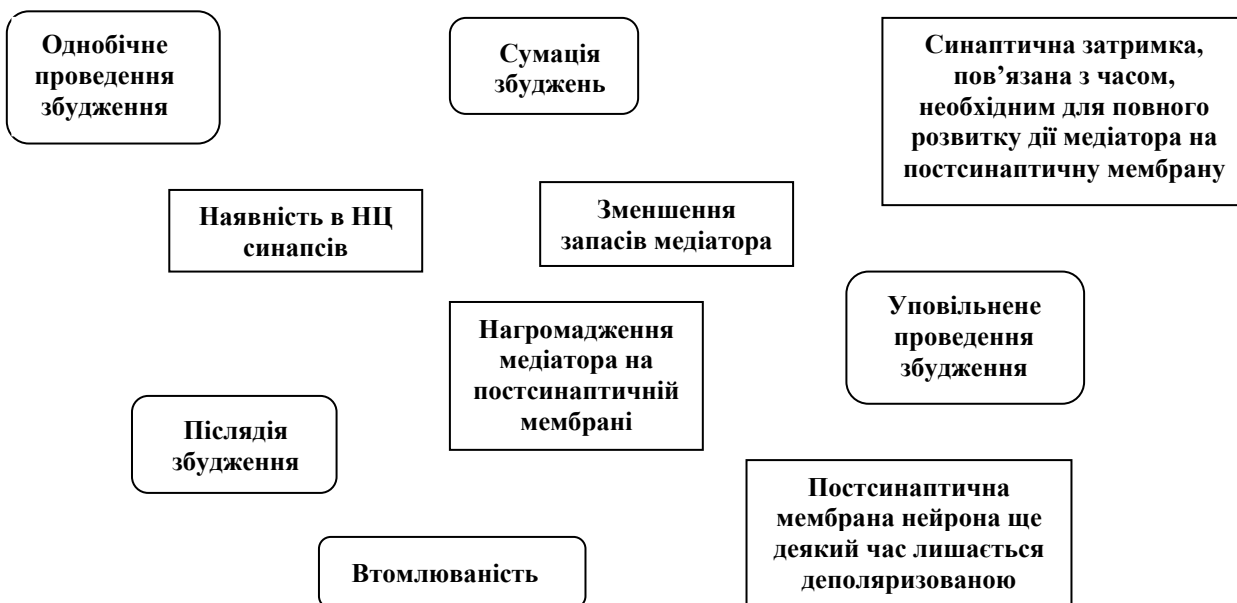 Однобічне
проведення
збудження
Сумація
збуджень
Синаптична затримка,
пов’язана з часом,
необхідним для повного
розвитку дії медіатора на
постсинаптичну мембрану
Наявність в НЦ
синапсів
Зменшення
запасів медіатора
Уповільнене
проведення
збудження
Нагромадження
медіатора на
постсинаптичній
мембрані
Післядія
збудження
Постсинаптична
мембрана нейрона ще
деякий час лишається
деполяризованою
Втомлюваність